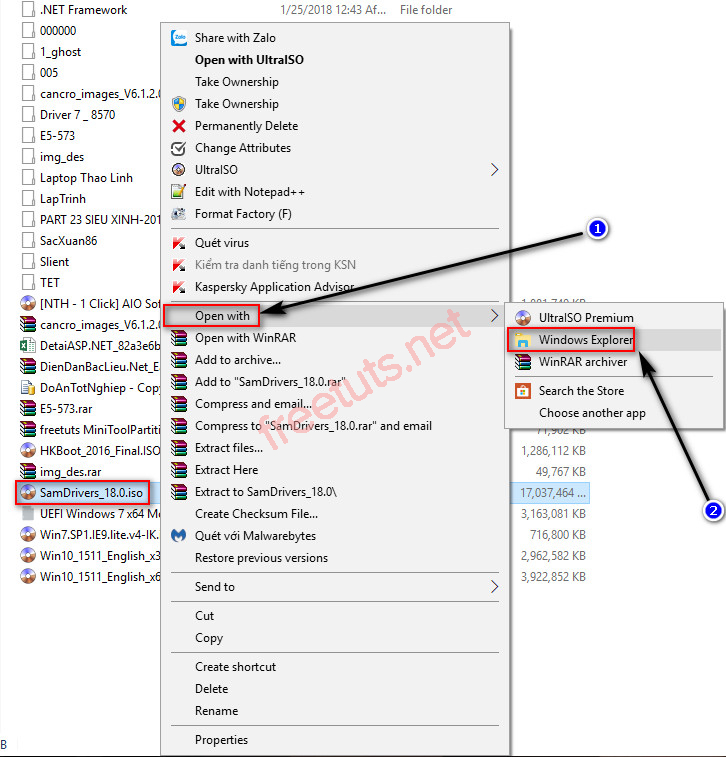 .NET Framework 1/25/2018 12:43 Af... File folder
000000
1_ghost
005
cancro_images_V6.1.2.0
Driver 7 _ 8570
E5-573
img_des
Laptop Thao Linh
LapTrinh
PART 23 SIEU XINH-201
SacXuan86
Slient
TET
[NTH - 1 Click] AIO Sof
cancro_images_V6.1.2.0
DetaiASP.NET_82a3e6b
DienDanBacLieu.Net_E
DoAnTotNghiep - Cop
E5-573.rar
freetuts MiniToolPartiti
HKBoot_2016_Final.ISO
img_des.rar
SamDrivers_18.0.iso
UEFI Windows 7 x64 Me
Win7.SP1.IE9.lite.v4-IK.
Win10_1511_English_x3
Win10_1511_English_x6
Share with Zalo
Open with UltraISO
Take Ownership
Take Ownership
Permanently Delete
Change Attributes
UltraISO
Edit with Notepad++
Format Factory (F)
Quét virus
Kiểm tra danh tiếng trong KSN
Kaspersky Application Advisor
Open with
Open with WinRAR
Add to archive...
Add to "SamDrivers_18.0.rar"
Compress and email...
Compress to "SamDrivers_18.0.rar" and email
Extract files...
Extract Here
Extract to SamDrivers_18.0\
Create Checksum File...
Quét với Malwarebytes
Restore previous versions
Send to
Cut
Copy
Create shortcut
Delete
Rename
Properties
1
UltraISO Premium
Windows Explorer
WinRAR archiver
Search the Store
Choose another app
2
1,286,112 KB
49,767 KB
17,037,464 ...
3,163,081 KB
716,800 KB
2,962,582 KB
3,922,852 KB
freetuts.net
B